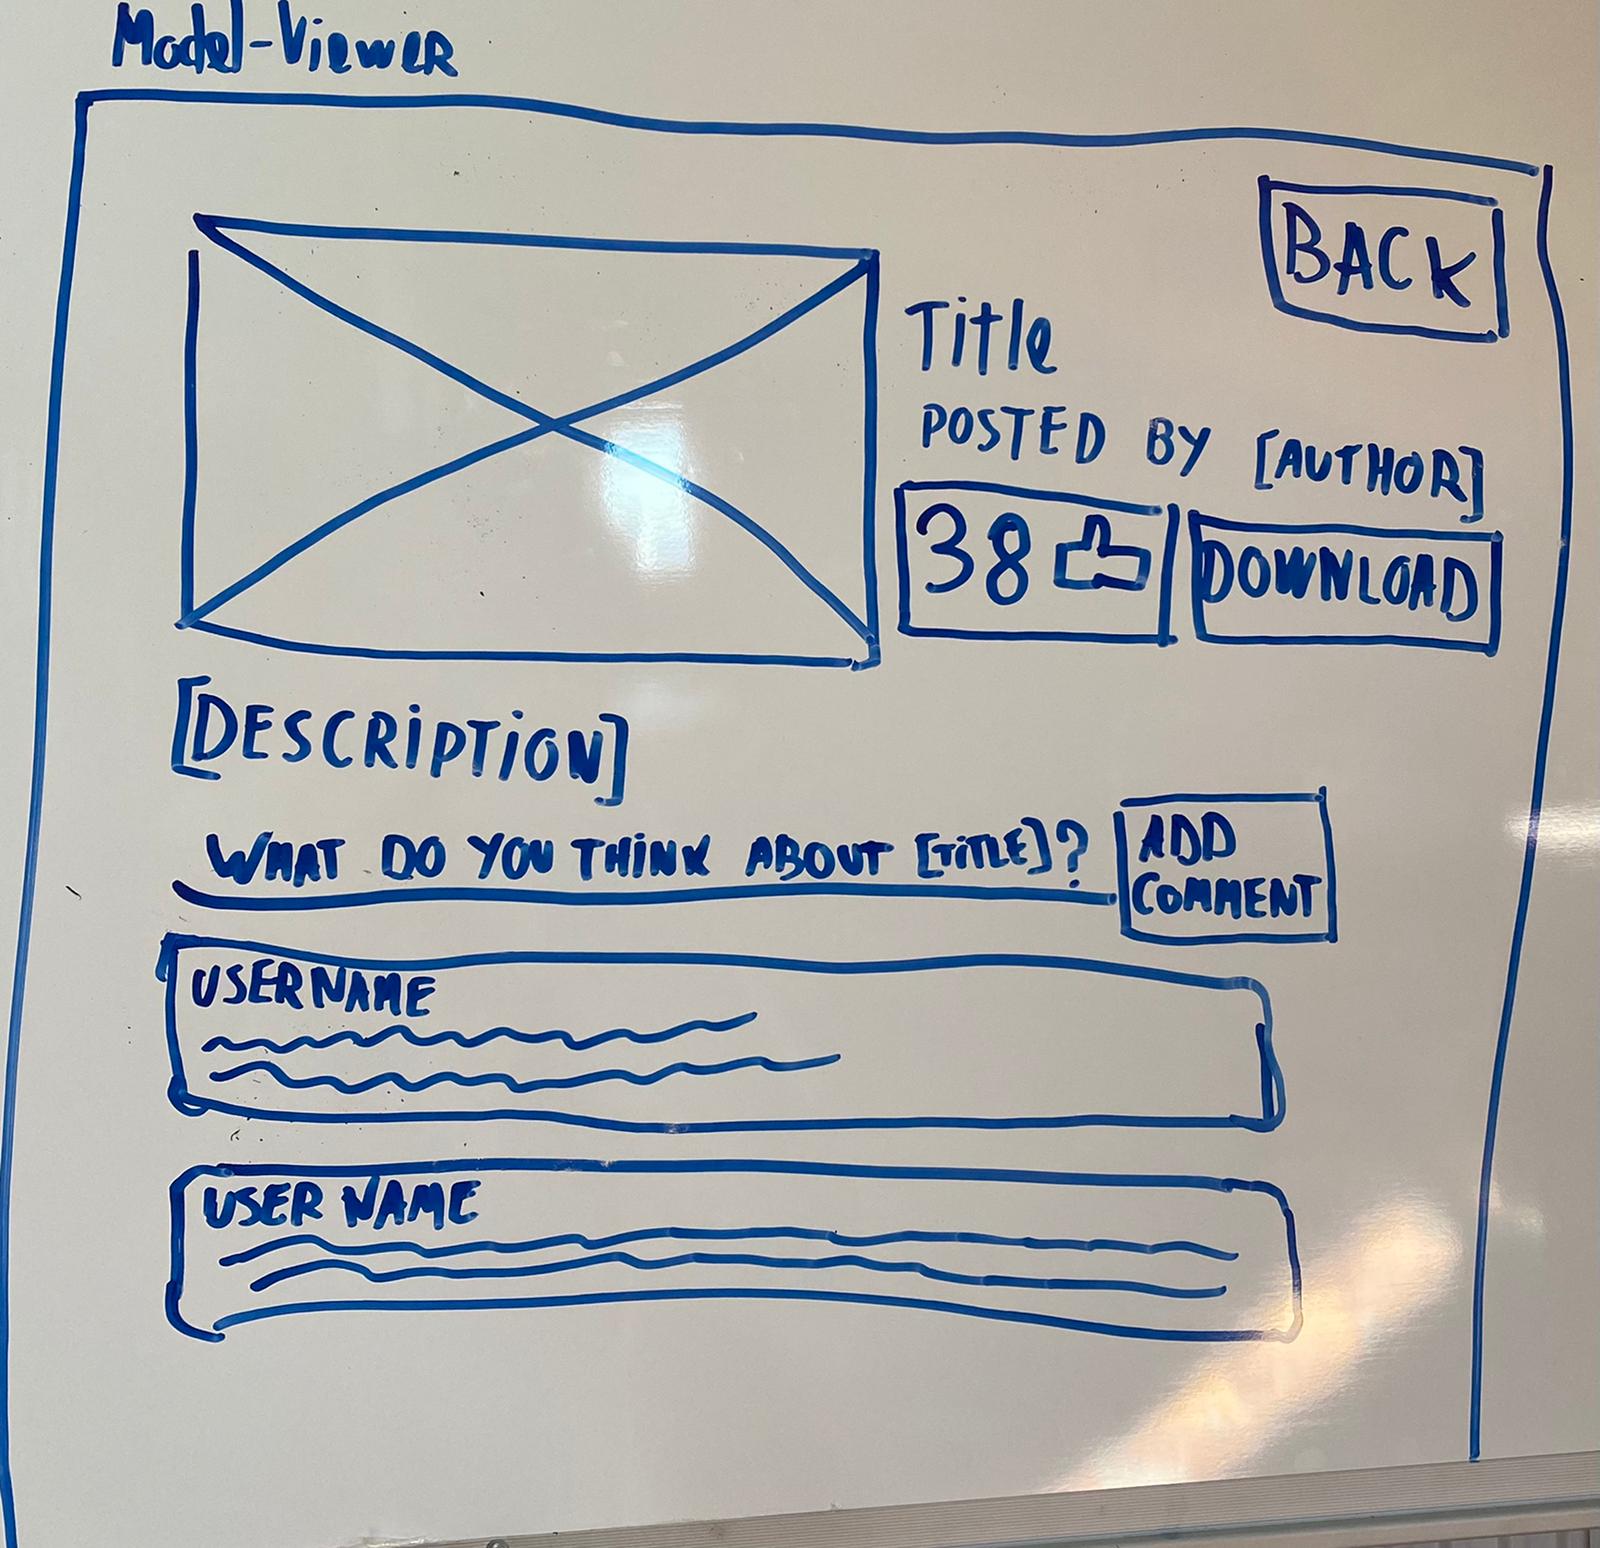 Model-Viewer
BACK
Title
POSTED BY [AUTHOR]
38
DOWNLOAD
[DESCRIPTION]
WHAT DO YOU THINK ABOUT [TITLE]?
ADD
COMMENT
USERNAME
USER NAME